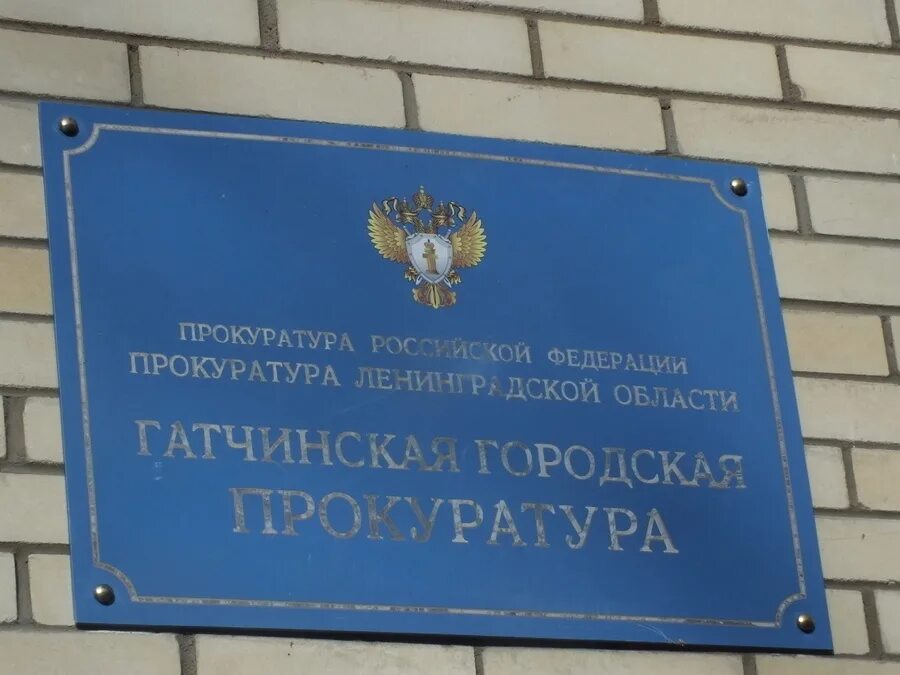 ПРОКУРАТУРА РОССИЙСКОЙ ФЕДЕРАЦИИ
ПРОКУРАТУРА ЛЕНИНГРАДСКОЙ ОБЛАСТИ
ГАТЧИНСКАЯ ГОРОДСКАЯ
ПРОКУРАТУРА